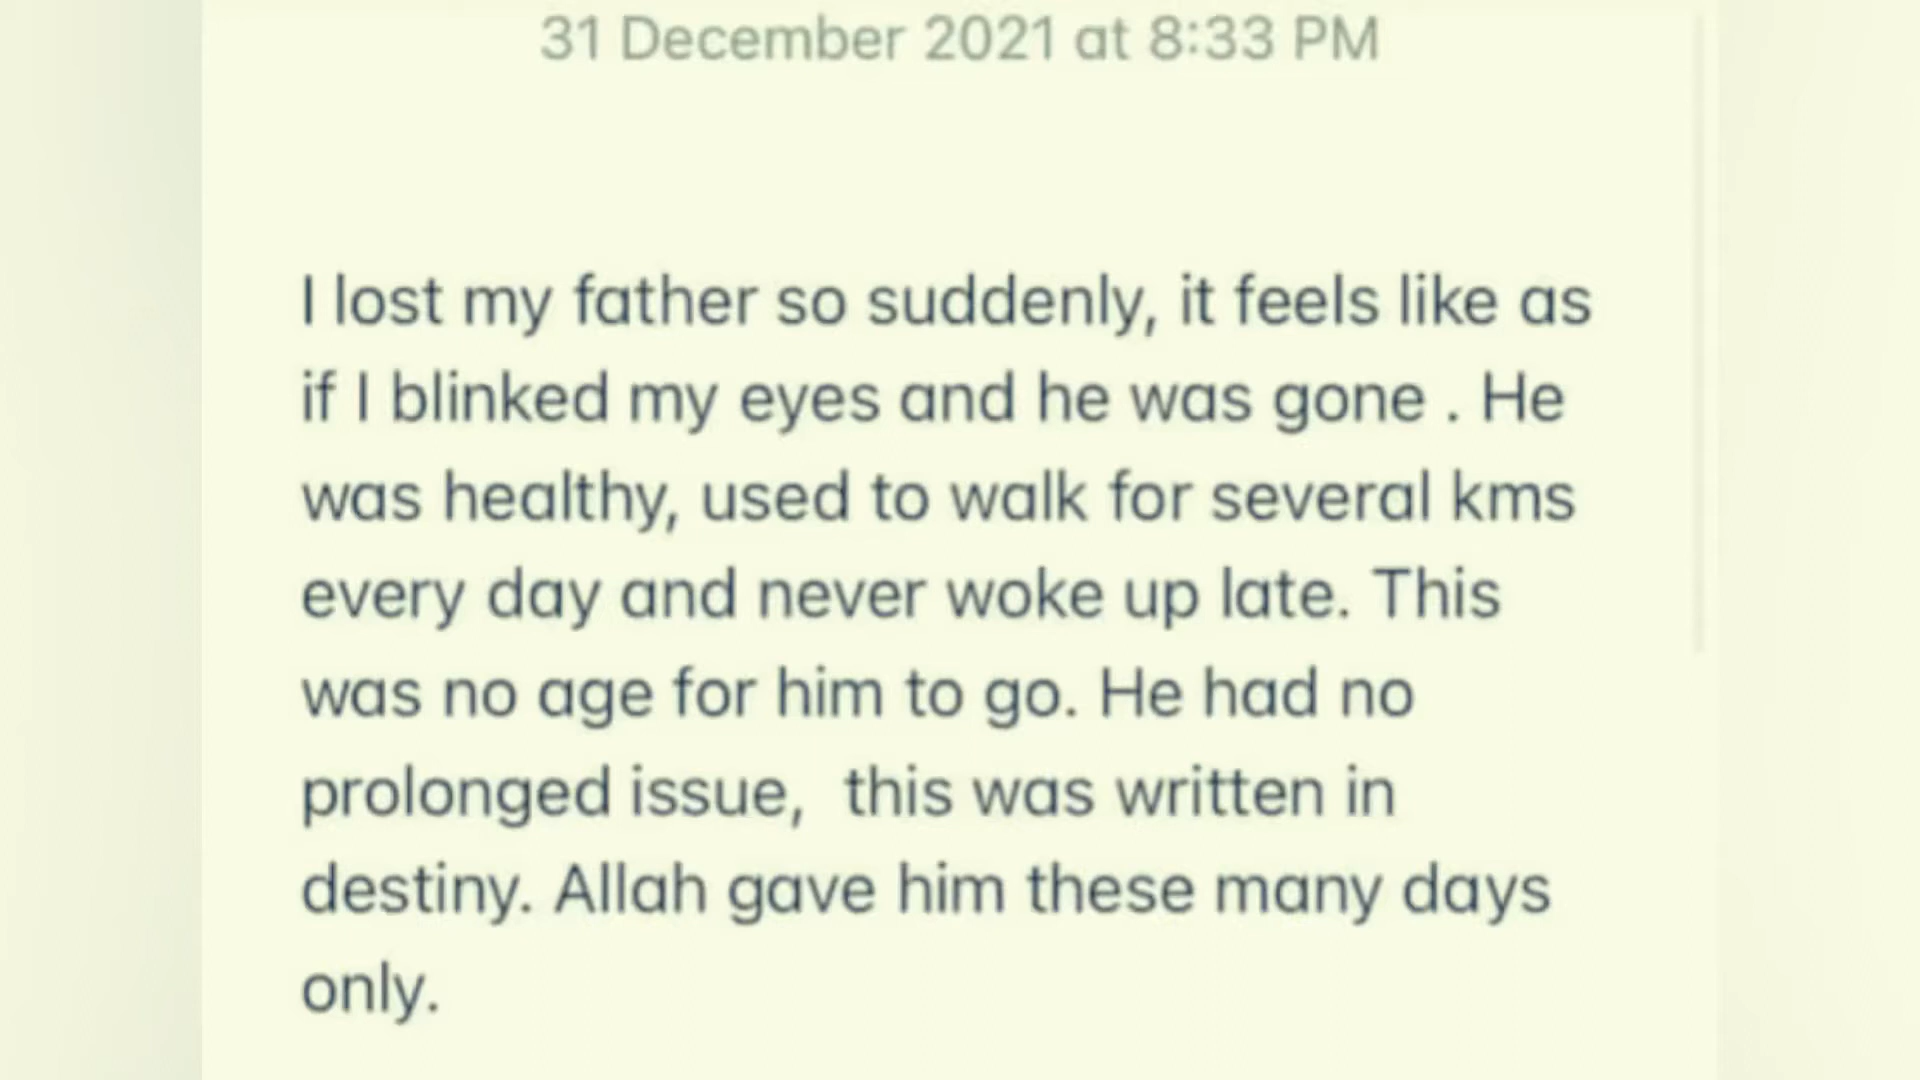 31 December 2021 at 8:33 PM
I lost my father so suddenly, it feels like as
if I blinked my eyes and he was gone . He
was healthy, used to walk for several kms
every day and never woke up late. This
was no age for him to go. He had no
prolonged issue,  this was written in
destiny. Allah gave him these many days
only.